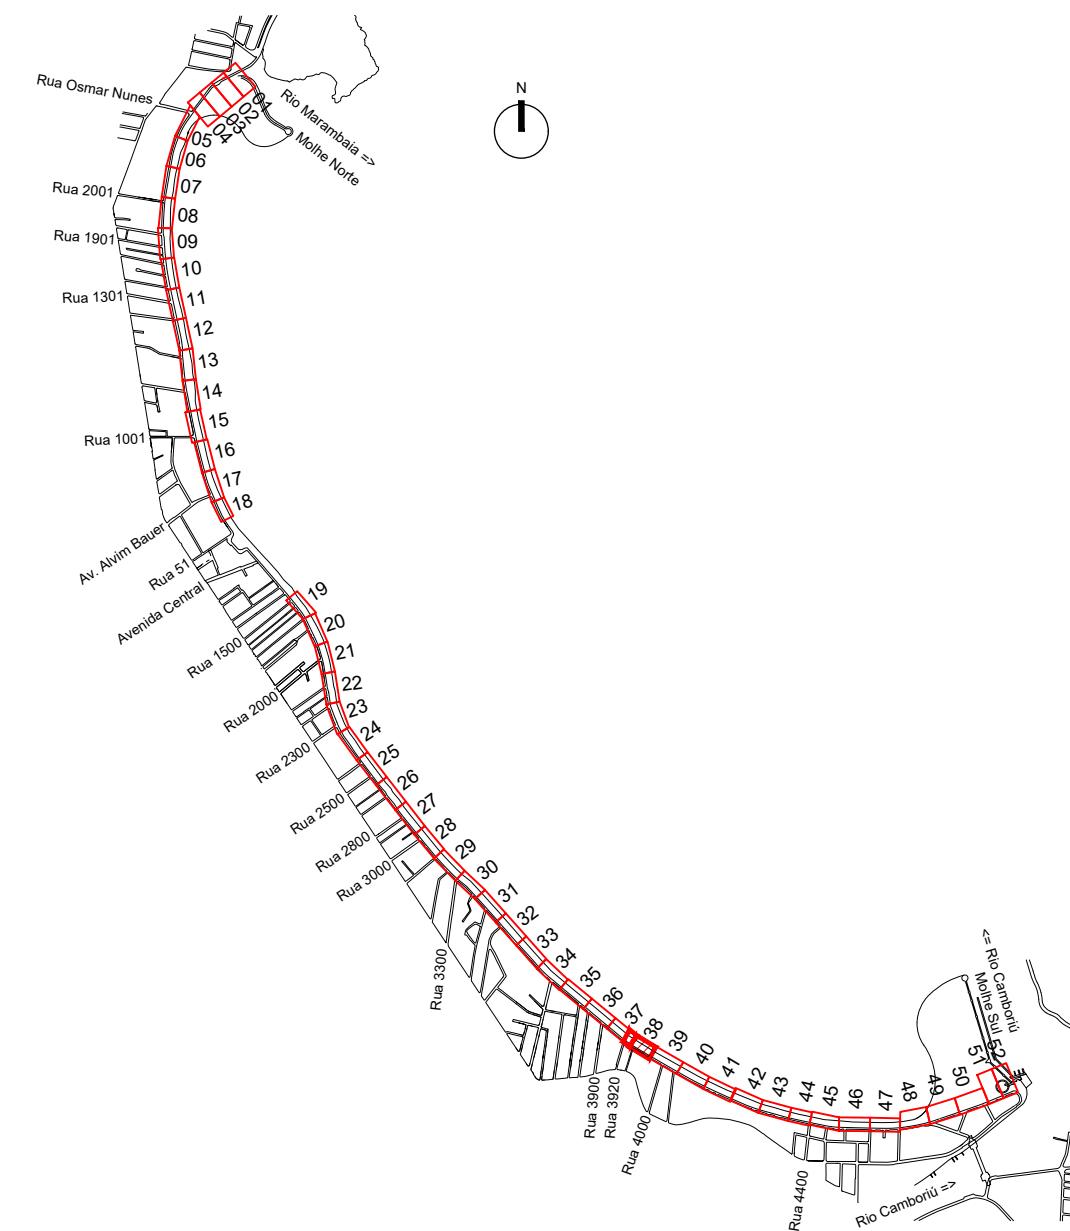 N
Rua Osmar Nunes
Rio Marambaia =>
Molhe Norte
01
02
03
04
05
06
07
Rua 2001
08
Rua 1901
09
10
Rua 1301
11
12
13
14
15
Rua 1001
16
17
18
Av. Alvim Bauer
Rua 51
Avenida Central
19
20
Rua 1500
21
22
Rua 2000
23
24
Rua 2300
25
26
Rua 2500
27
28
Rua 2800
29
Rua 3000
30
31
32
33
Rua 3300
34
35
36
37
38
39
40
41
42
43
44
45
46
47
48
49
50
51
52
<= Rio Camboriú
Molhe Sul
Rua 3900
Rua 3920
Rua 4000
Rua 4400
Rio Camboriú =>